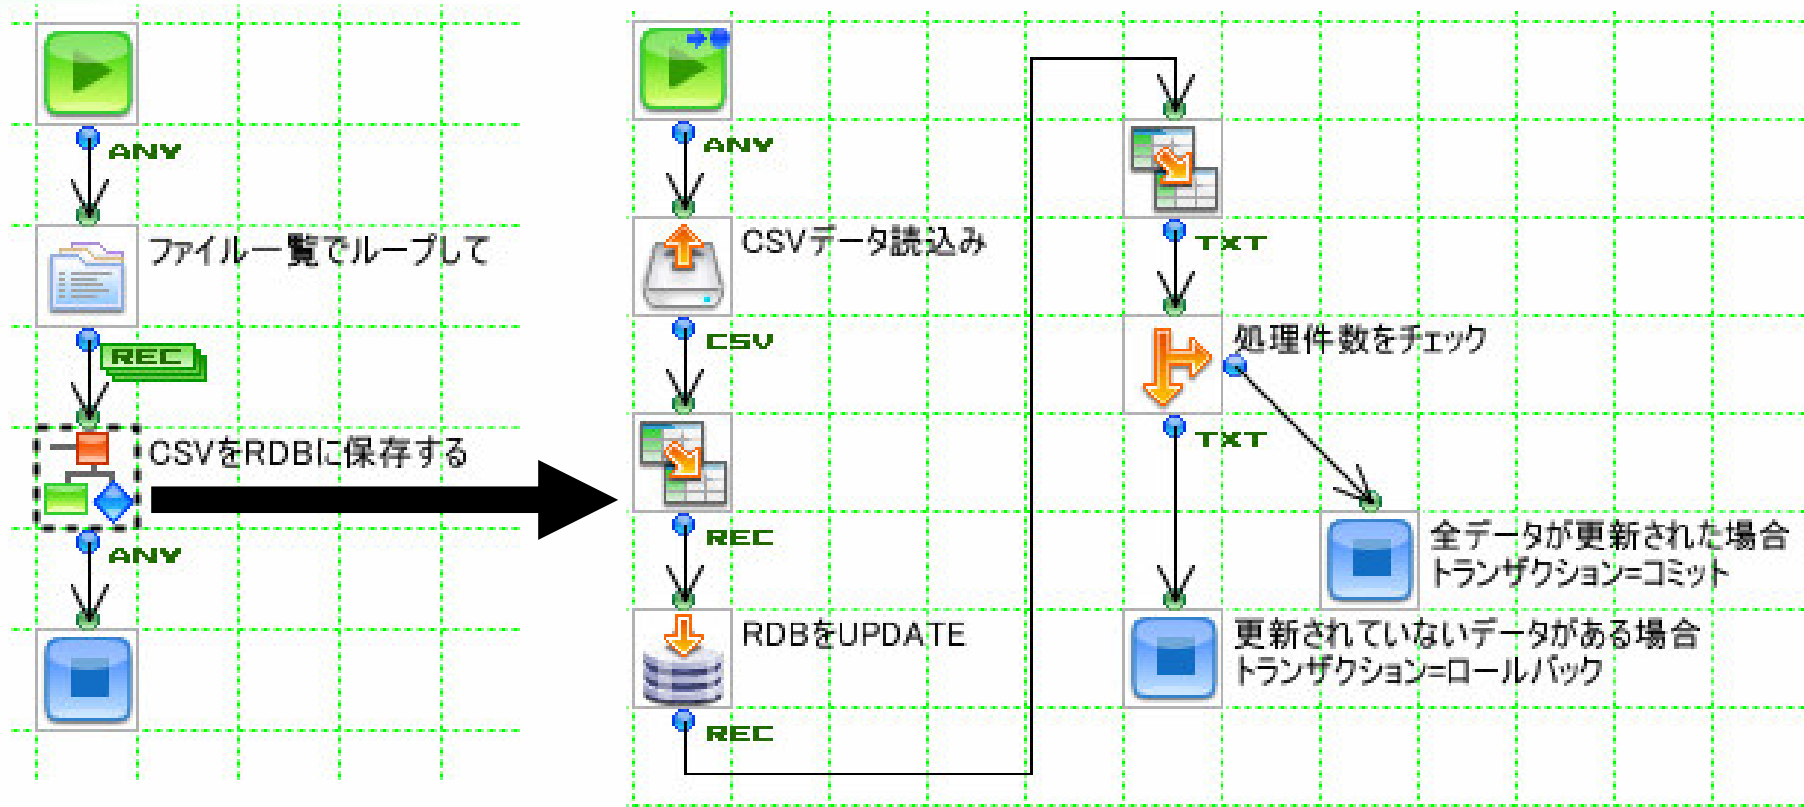 ANY
ファイル一覧でループして
REC
CSVをRDBに保存する
ANY
ANY
CSVデータ読込み
CSV
REC
RDBをUPDATE
REC
TXT
処理件数をチェック
TXT
全データが更新された場合
トランザクション=コミット
更新されていないデータがある場合
トランザクション=ロールバック